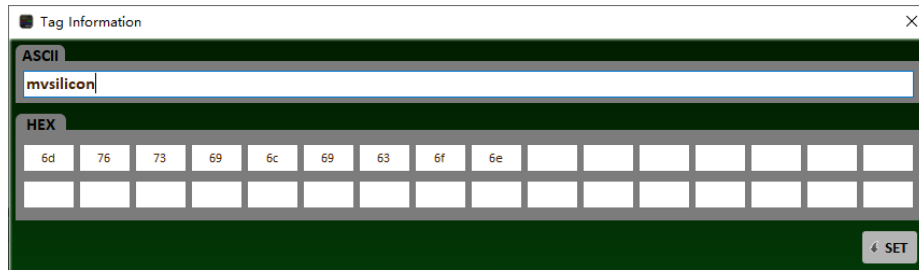 Tag Information
ASCII
mvsilicon
HEX
6d 76 73 69 6c 69 63 6f 6e
SET